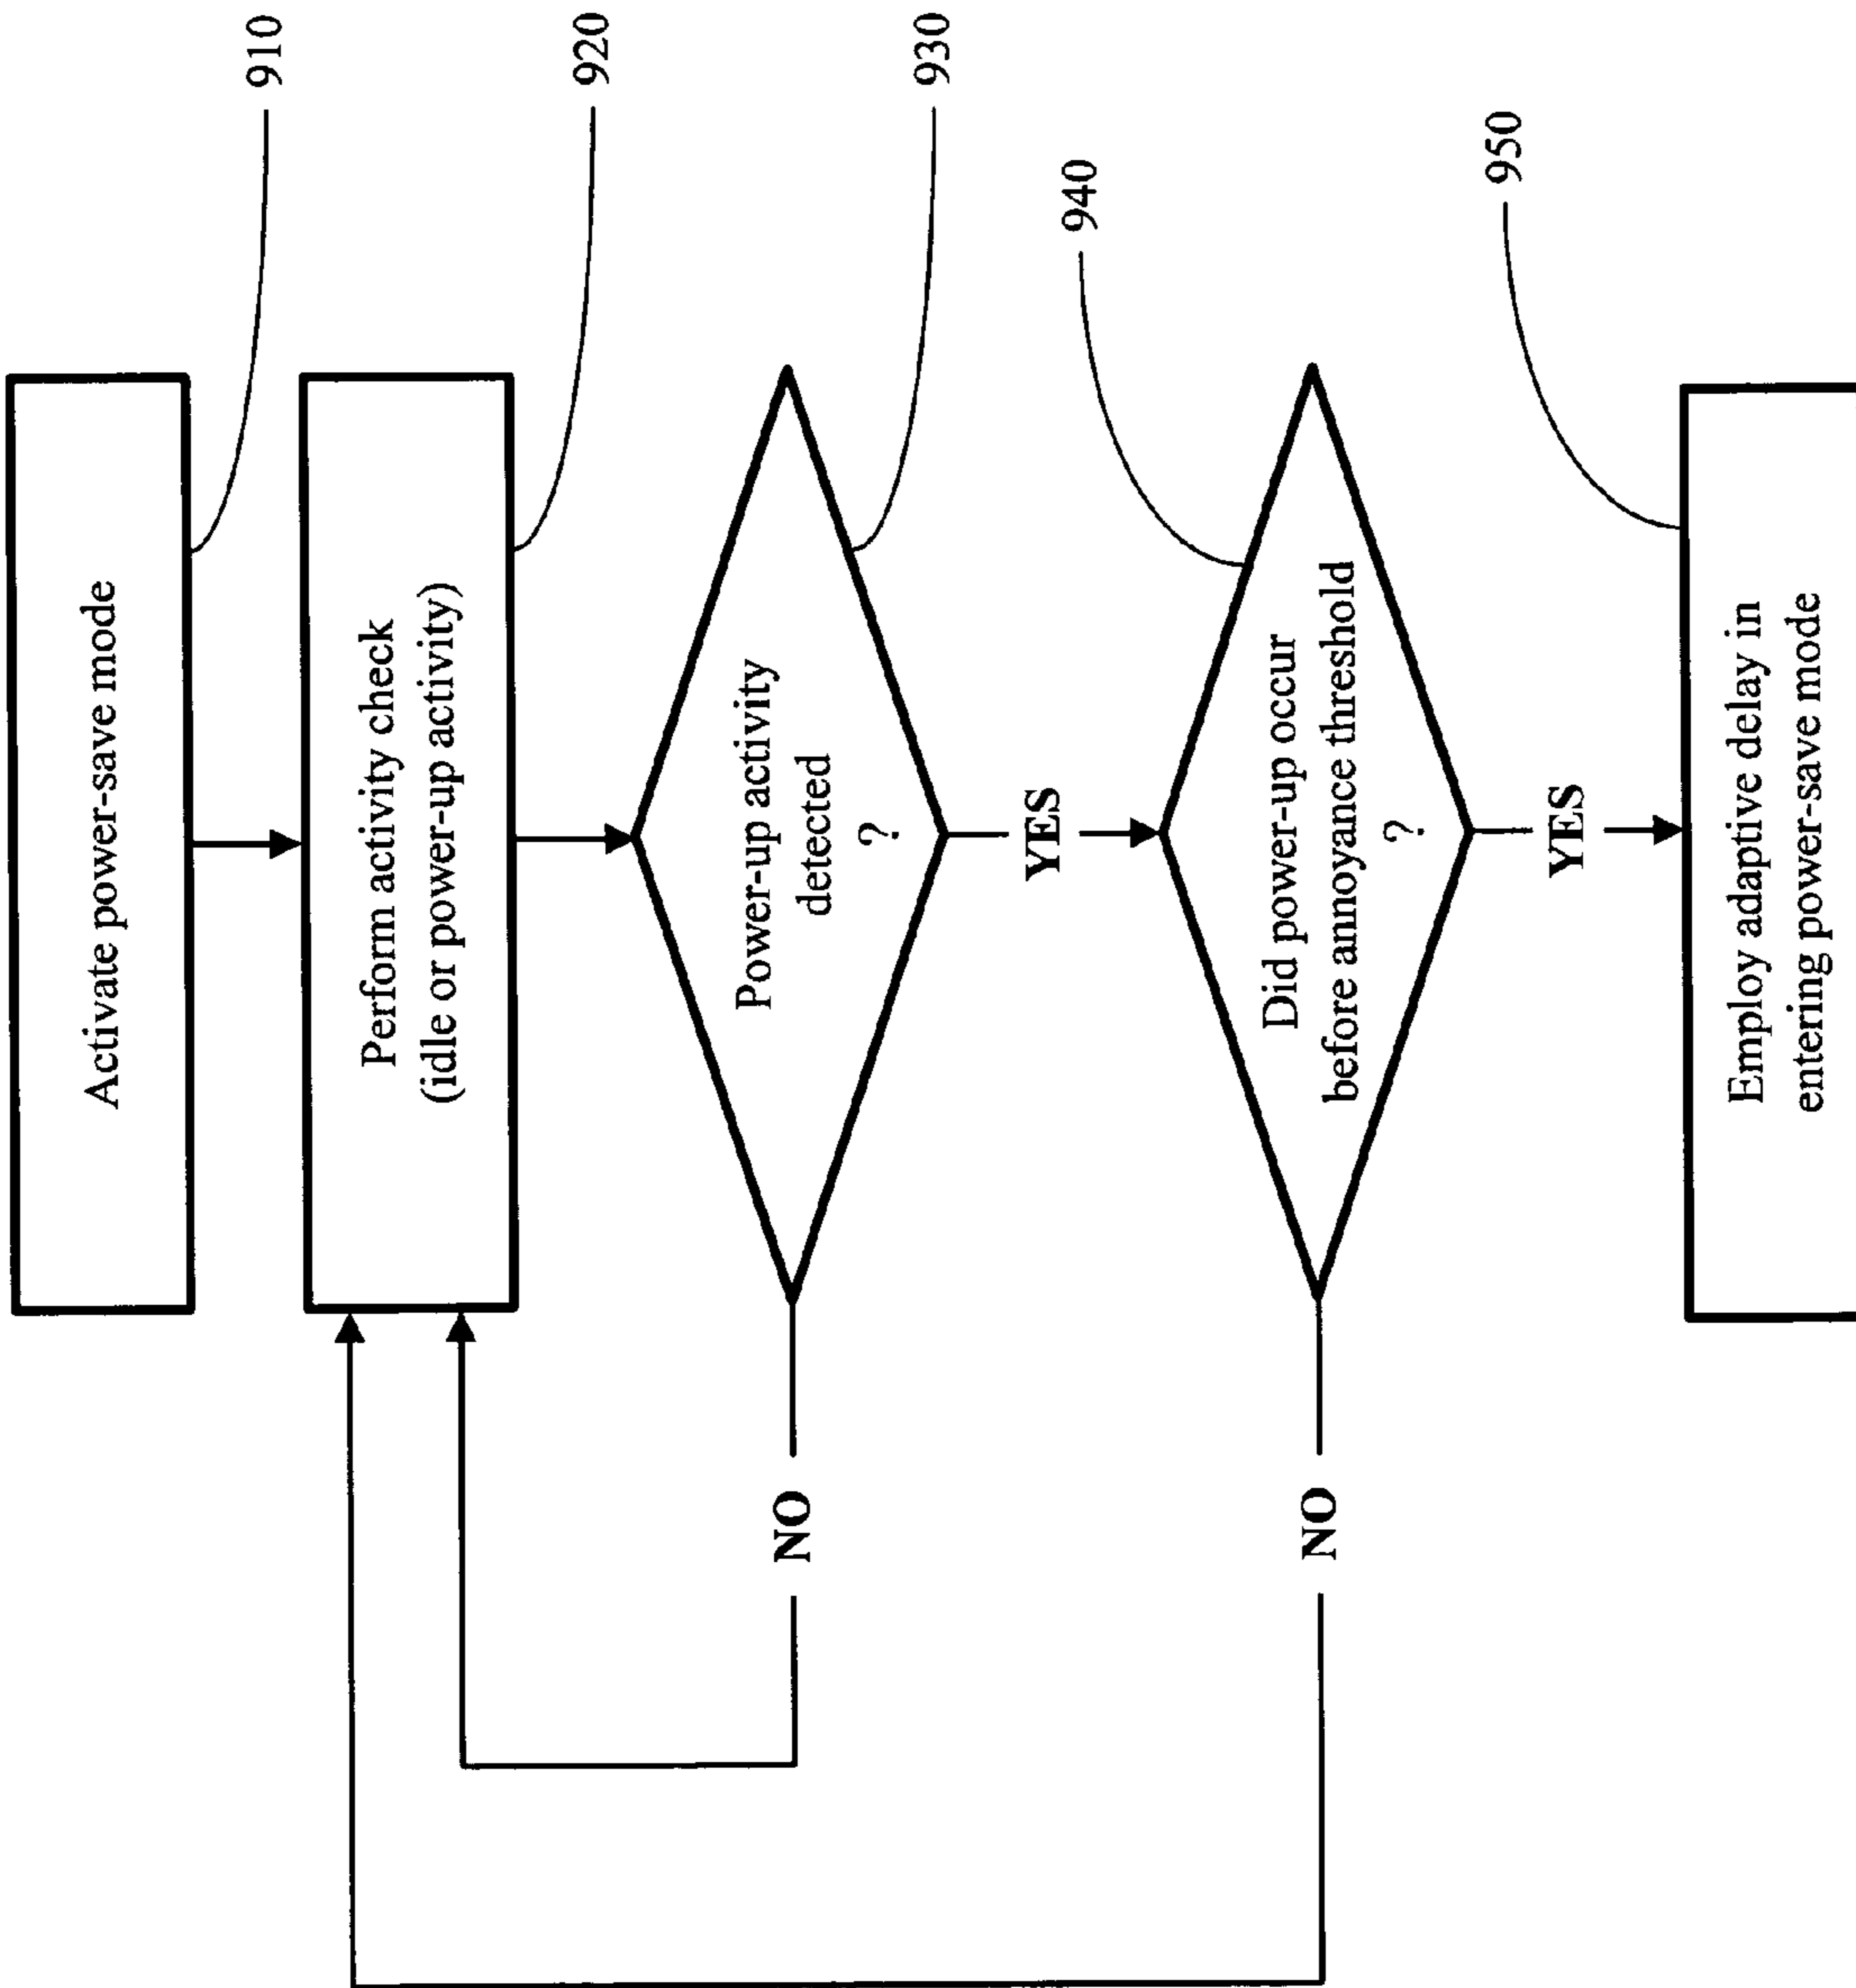 Activate power-save mode
910
Perform activity check
(idle or power-up activity)
920
Power-up activity
detected
?
930
NO
YES
940
Did power-up occur
before annoyance threshold
?
NO
YES
950
Employ adaptive delay in
entering power-save mode